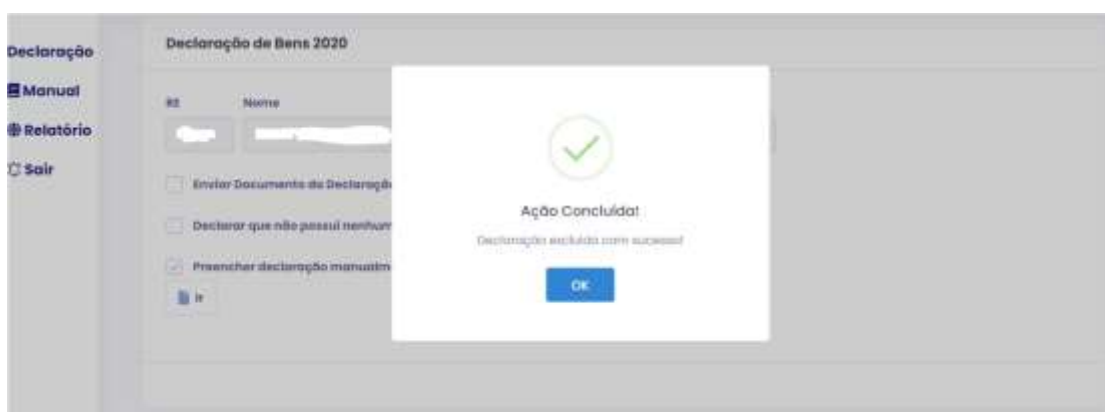 Declaração
Manual
Relatório
Sair
Declaração de Bens 2020
RE Nome
Enviar Documento da Declaraçã
Declarar que não possui nenhum
Preencher declaração manualm
Ir
Ação Concluída!
Declaração excluída com sucesso!
OK